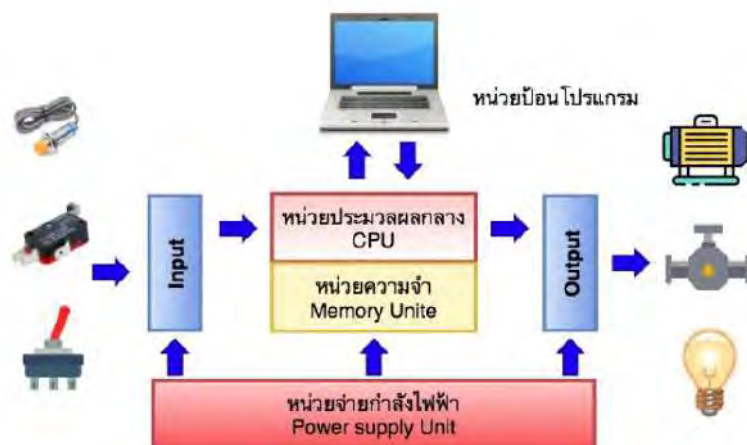 หน่วยป้อนโปรแกรม
Input
หน่วยประมวลผลกลาง
CPU
หน่วยความจำ
Memory Unite
Output
หน่วยจ่ายกำลังไฟฟ้า
Power supply Unit